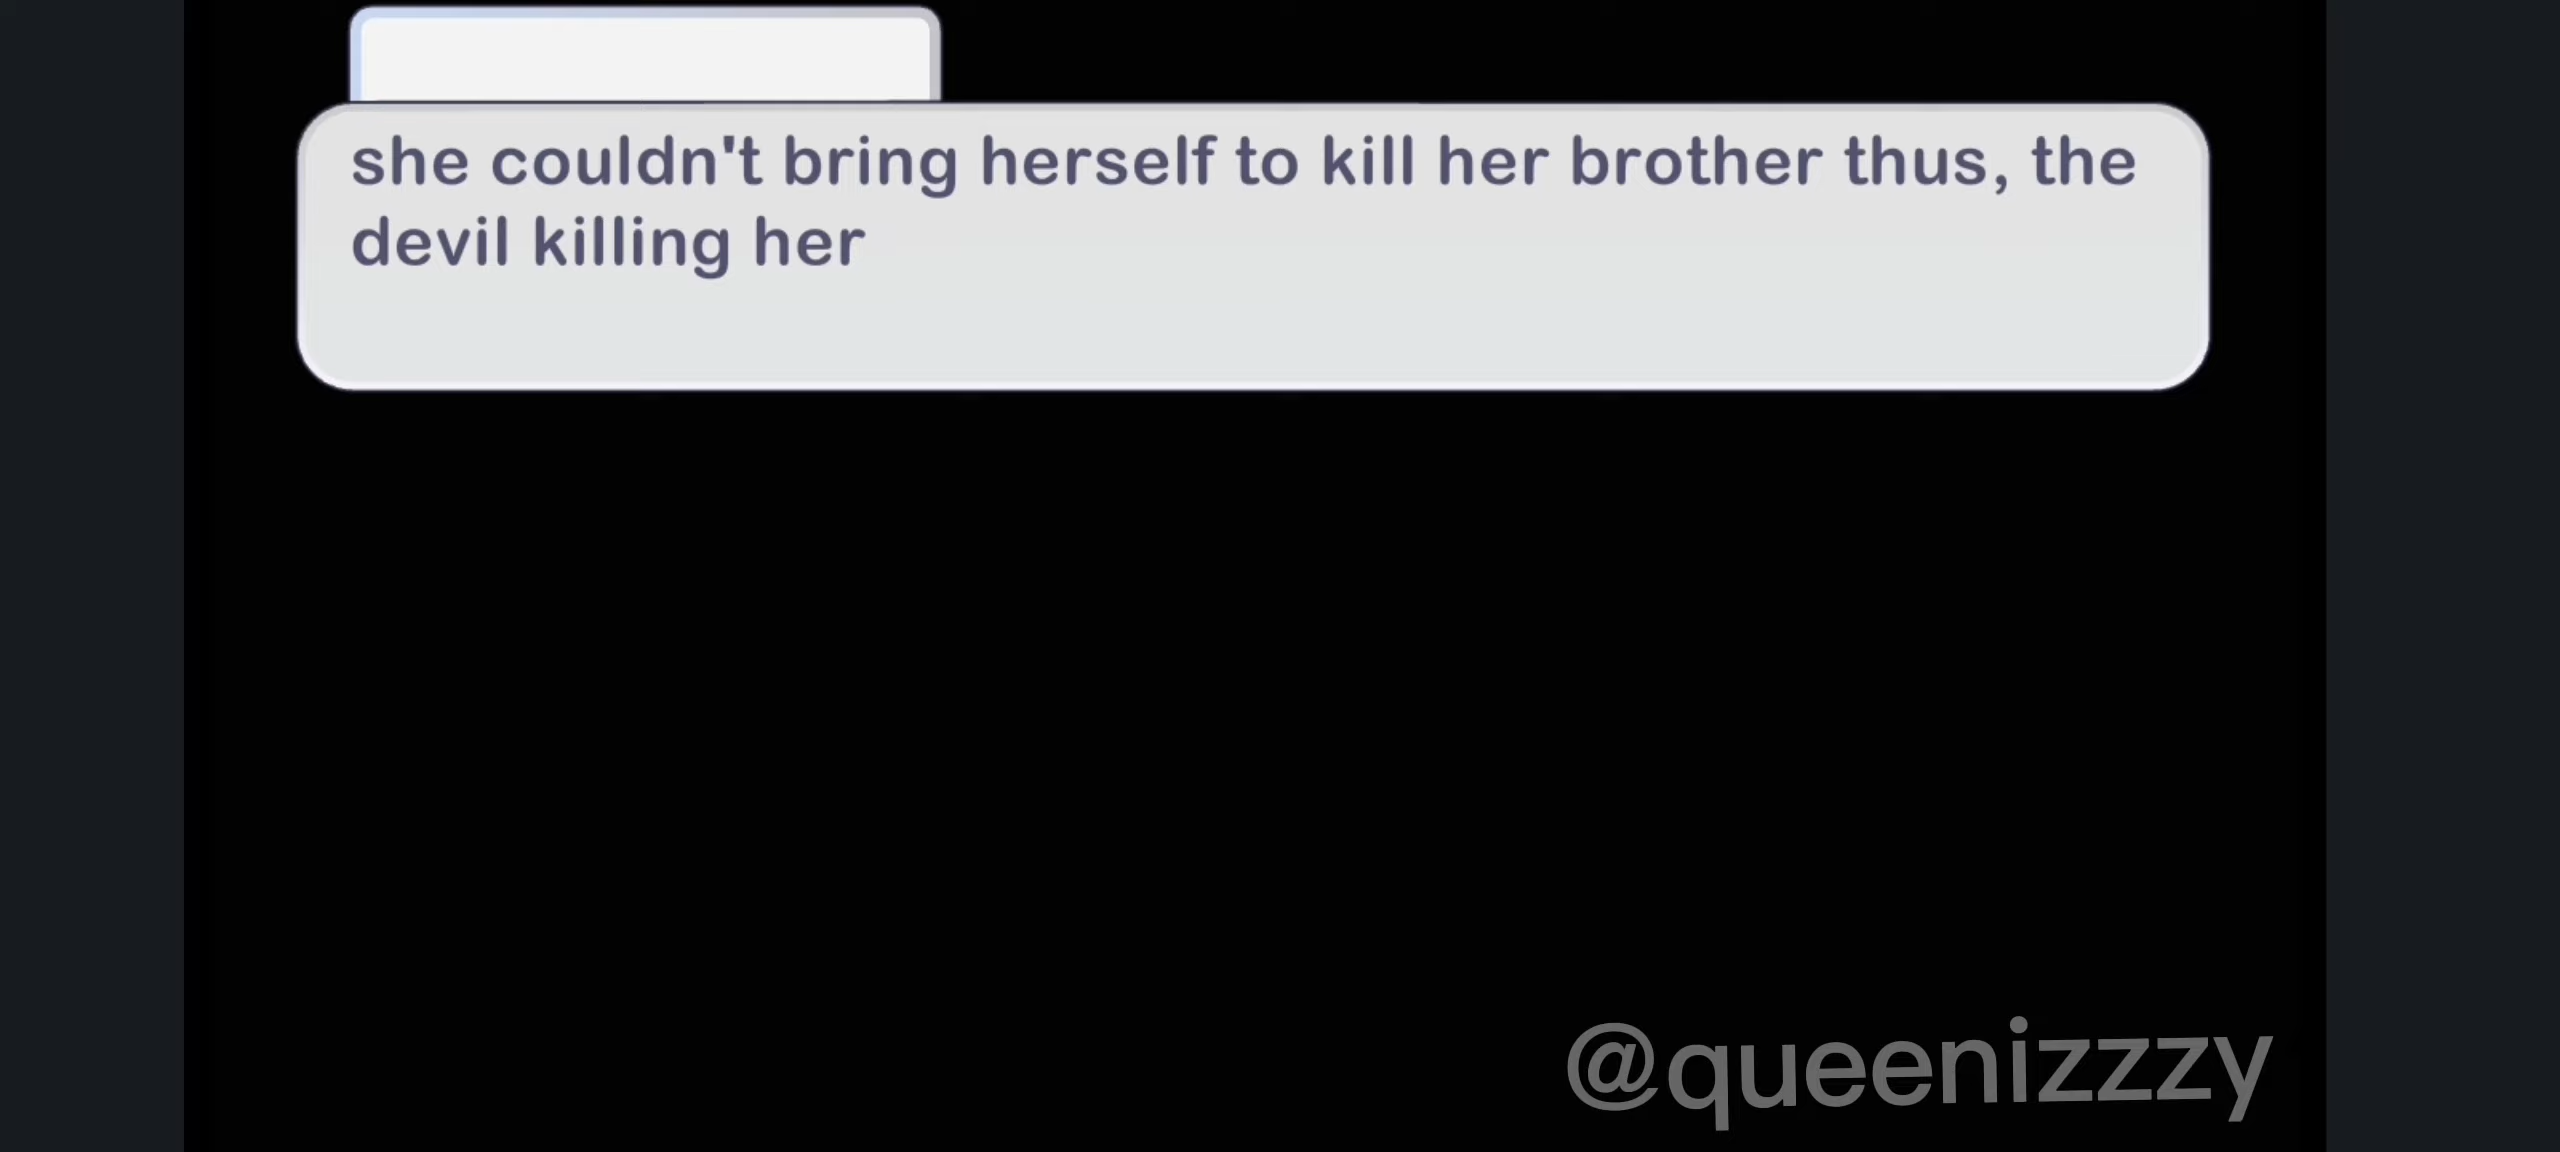 she couldn't bring herself to kill her brother thus, the
devil killing her
@queenizzzy